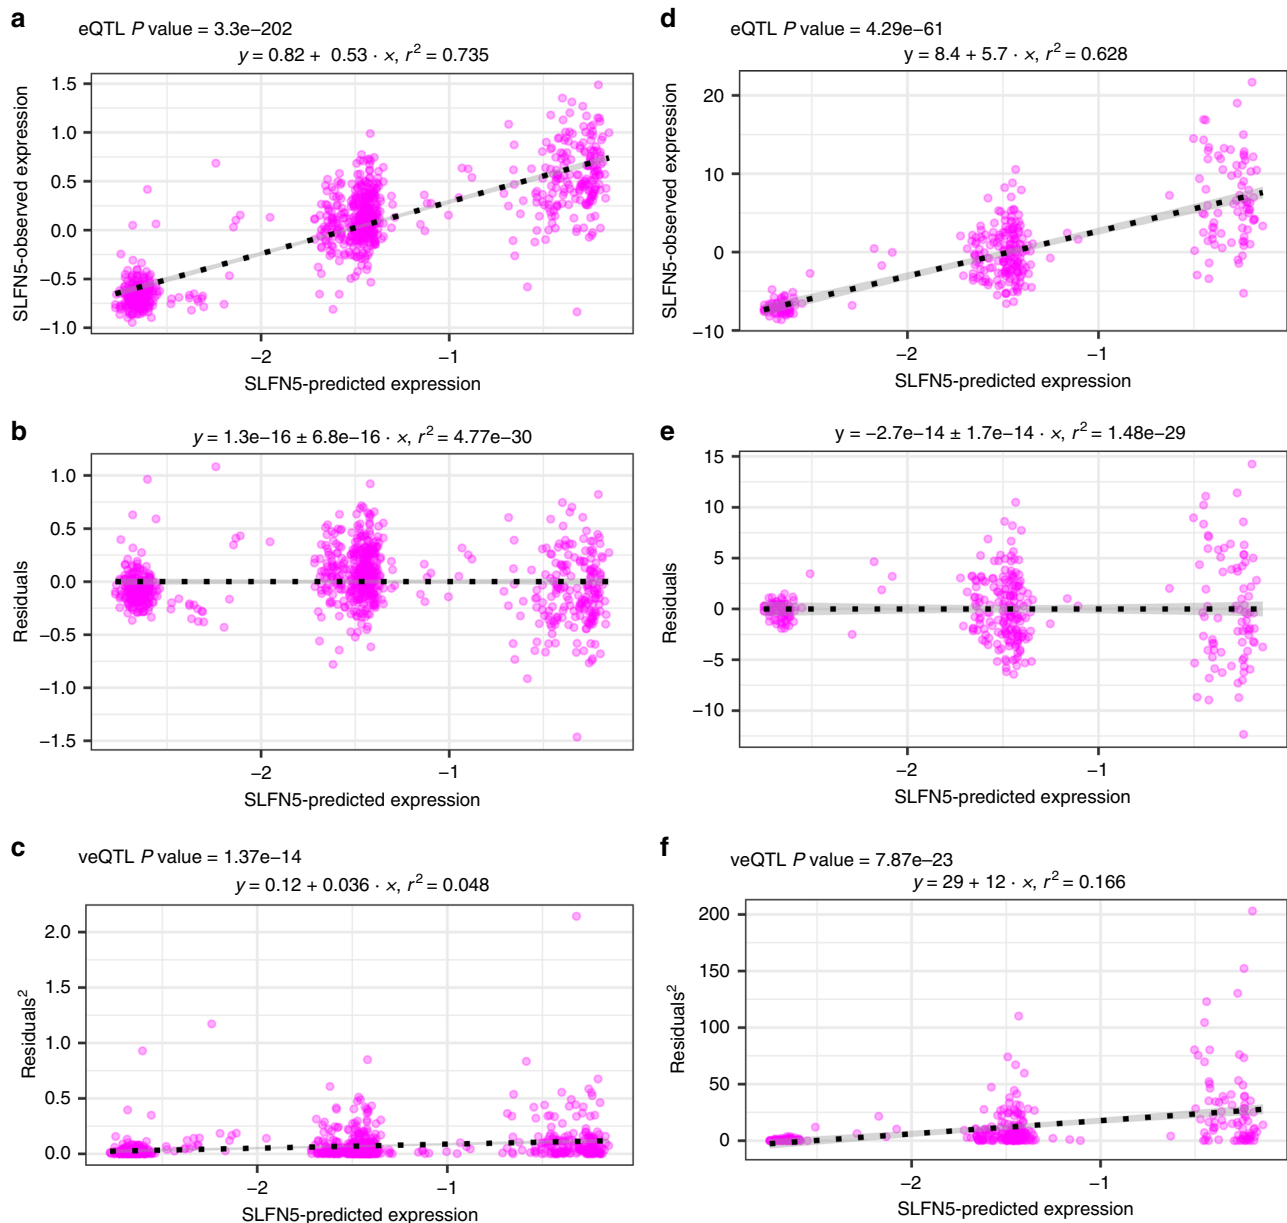 a
eQTL P value = 3.3e−202
y = 0.82 + 0.53 · x, r² = 0.735
SLFN5-observed expression
1.5
1.0
0.5
0.0
−0.5
−1.0
−2
−1
SLFN5-predicted expression
b
y = 1.3e−16 ± 6.8e−16 · x, r² = 4.77e−30
Residuals
1.0
0.5
0.0
−0.5
−1.0
−1.5
−2
−1
SLFN5-predicted expression
c
veQTL P value = 1.37e−14
y = 0.12 + 0.036 · x, r² = 0.048
Residuals²
2.0
1.5
1.0
0.5
0.0
−2
−1
SLFN5-predicted expression
d
eQTL P value = 4.29e−61
y = 8.4 + 5.7 · x, r² = 0.628
SLFN5-observed expression
20
10
0
−10
−2
−1
SLFN5-predicted expression
e
y = −2.7e−14 ± 1.7e−14 · x, r² = 1.48e−29
Residuals
15
10
5
0
−5
−10
−2
−1
SLFN5-predicted expression
f
veQTL P value = 7.87e−23
y = 29 + 12 · x, r² = 0.166
Residuals²
200
150
100
50
0
−2
−1
SLFN5-predicted expression